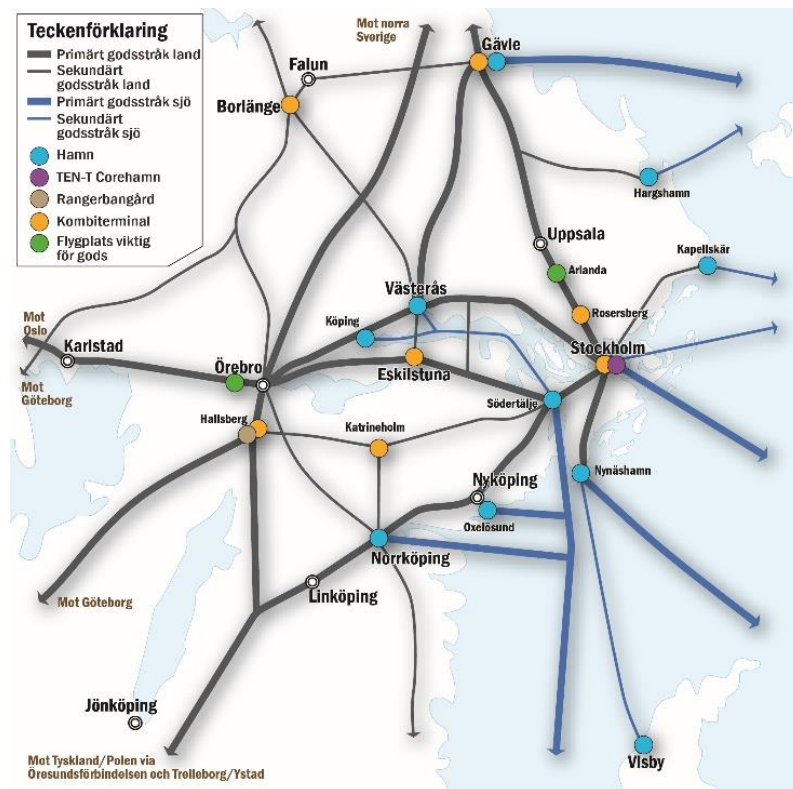 Teckenförklaring
Primärt godsstråk land
Sekundärt
godsstråk land
Primärt godsstråk sjö
Sekundärt
godsstråk sjö
Hamn
TEN-T Corehamn
Rangerbangård
Kombiterminal
Flygplats viktig
för gods
Mot norra
Sverige
Gävle
Falun
Borlänge
Hargshamn
Uppsala
Kapellskär
Arlanda
Västerås
Rosersberg
Köping
Mot
Oslo
Karlstad
Stockholm
Örebro
Eskilstuna
Mot
Göteborg
Södertälje
Hallsberg
Katrineholm
Nynäshamn
Nyköping
Oxelösund
Norrköping
Mot Göteborg
Linköping
Jönköping
Visby
Mot Tyskland/Polen via
Öresundsförbindelsen och Trelleborg/Ystad